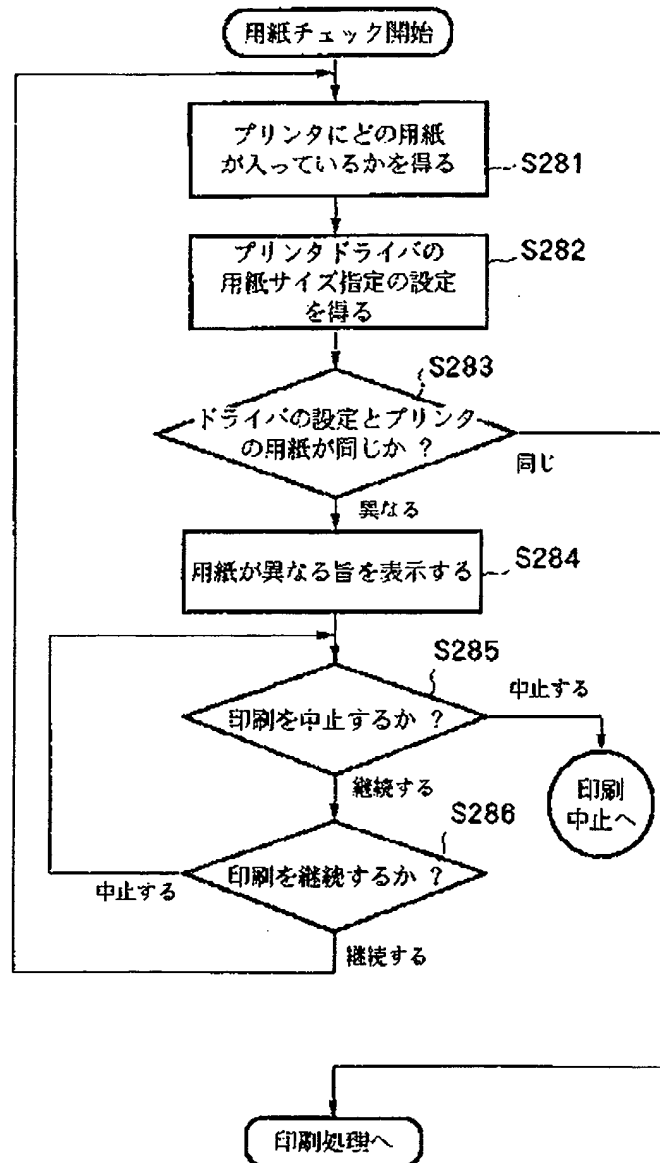 用紙チェック開始
プリンタにどの用紙
が入っているかを得る
S281
プリンタドライバの
用紙サイズ指定の設定
を得る
S282
S283
ドライバの設定とプリンタ
の用紙が同じか ?
同じ
異なる
用紙が異なる旨を表示する
S284
S285
印刷を中止するか ?
中止する
印刷
中止へ
継続する
S286
印刷を継続するか ?
中止する
継続する
印刷処理へ